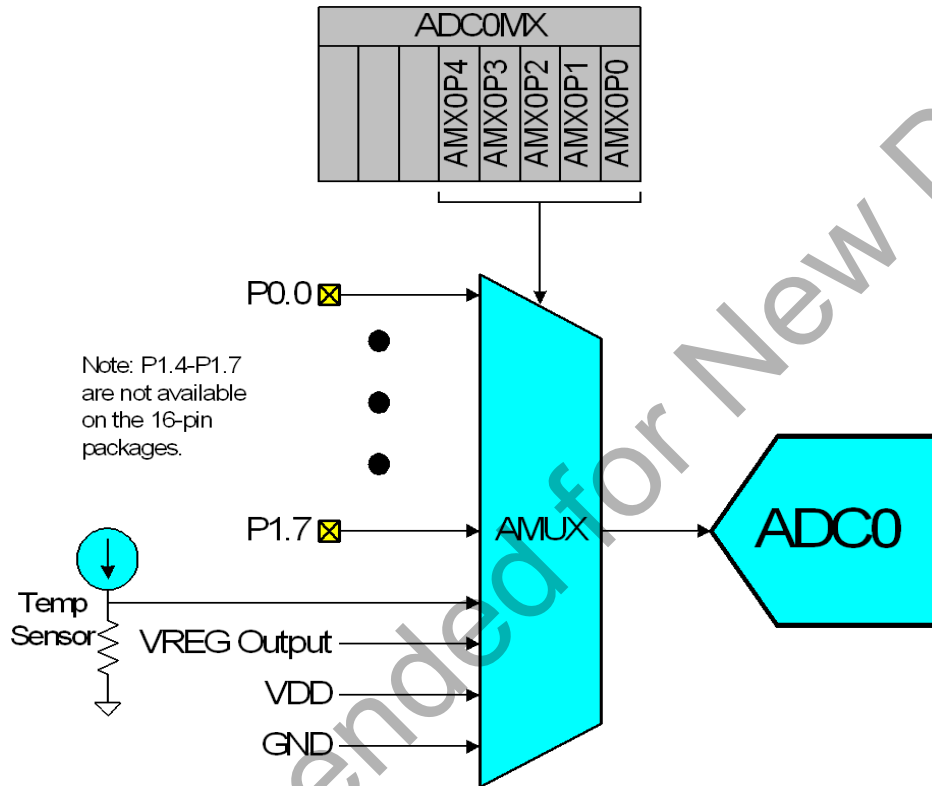 ADC0MX
AMX0P4
AMX0P3
AMX0P2
AMX0P1
AMX0P0
P0.0
Note: P1.4-P1.7
are not available
on the 16-pin
packages.
P1.7
AMUX
ADC0
Temp
Sensor
VREG Output
VDD
GND
ended for New D